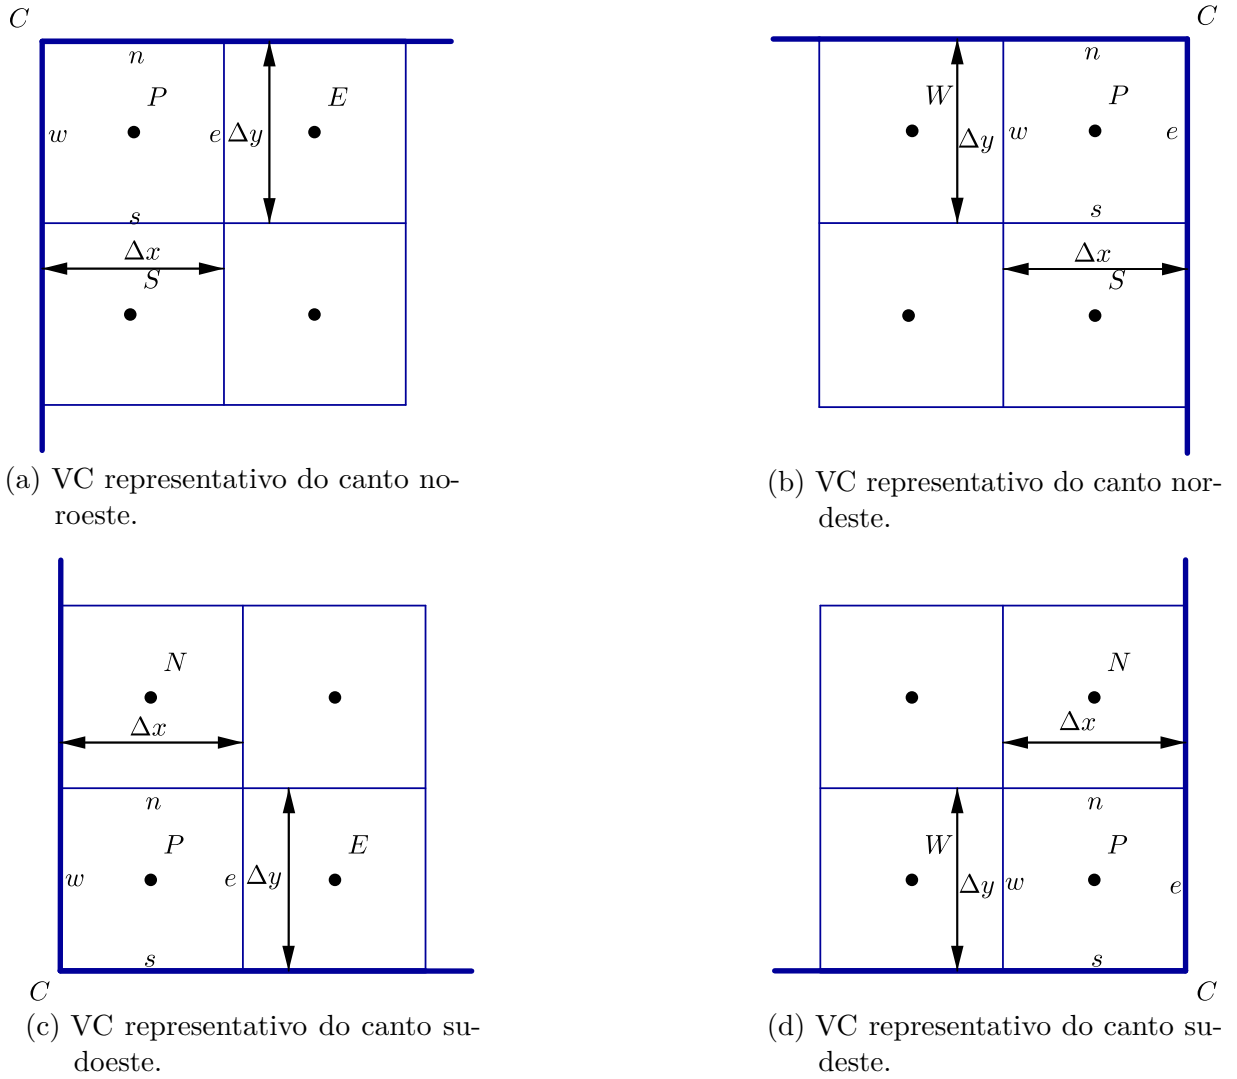 C
n
P
E
w
e
Δy
s
Δx
S
(a) VC representativo do canto no-
roeste.
C
n
W
P
Δy
w
e
s
Δx
S
(b) VC representativo do canto nor-
deste.
N
Δx
n
P
E
w
e
Δy
s
C
(c) VC representativo do canto su-
doeste.
N
Δx
n
W
P
Δy
w
e
s
C
(d) VC representativo do canto su-
deste.